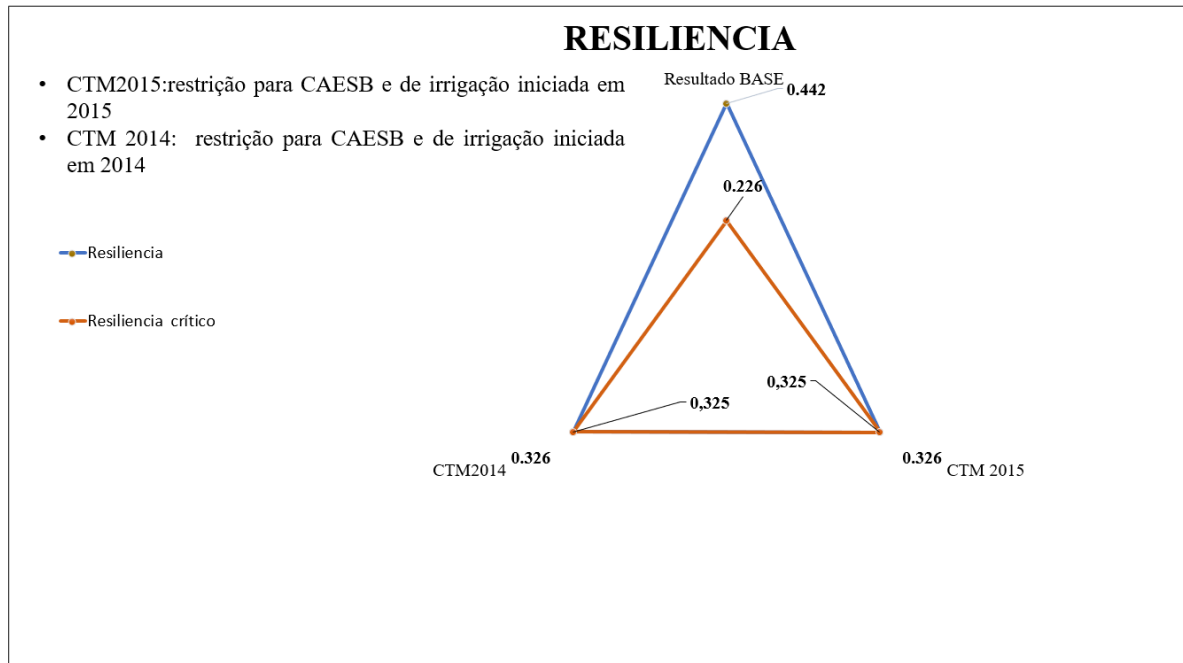 RESILIENCIA
• CTM2015:restrição para CAESB e de irrigação iniciada em
2015
• CTM 2014: restrição para CAESB e de irrigação iniciada
em 2014
Resultado BASE
0.442
0.226
Resiliencia
Resiliencia crítico
0,325
0,325
CTM2014 0.326
0.326 CTM 2015